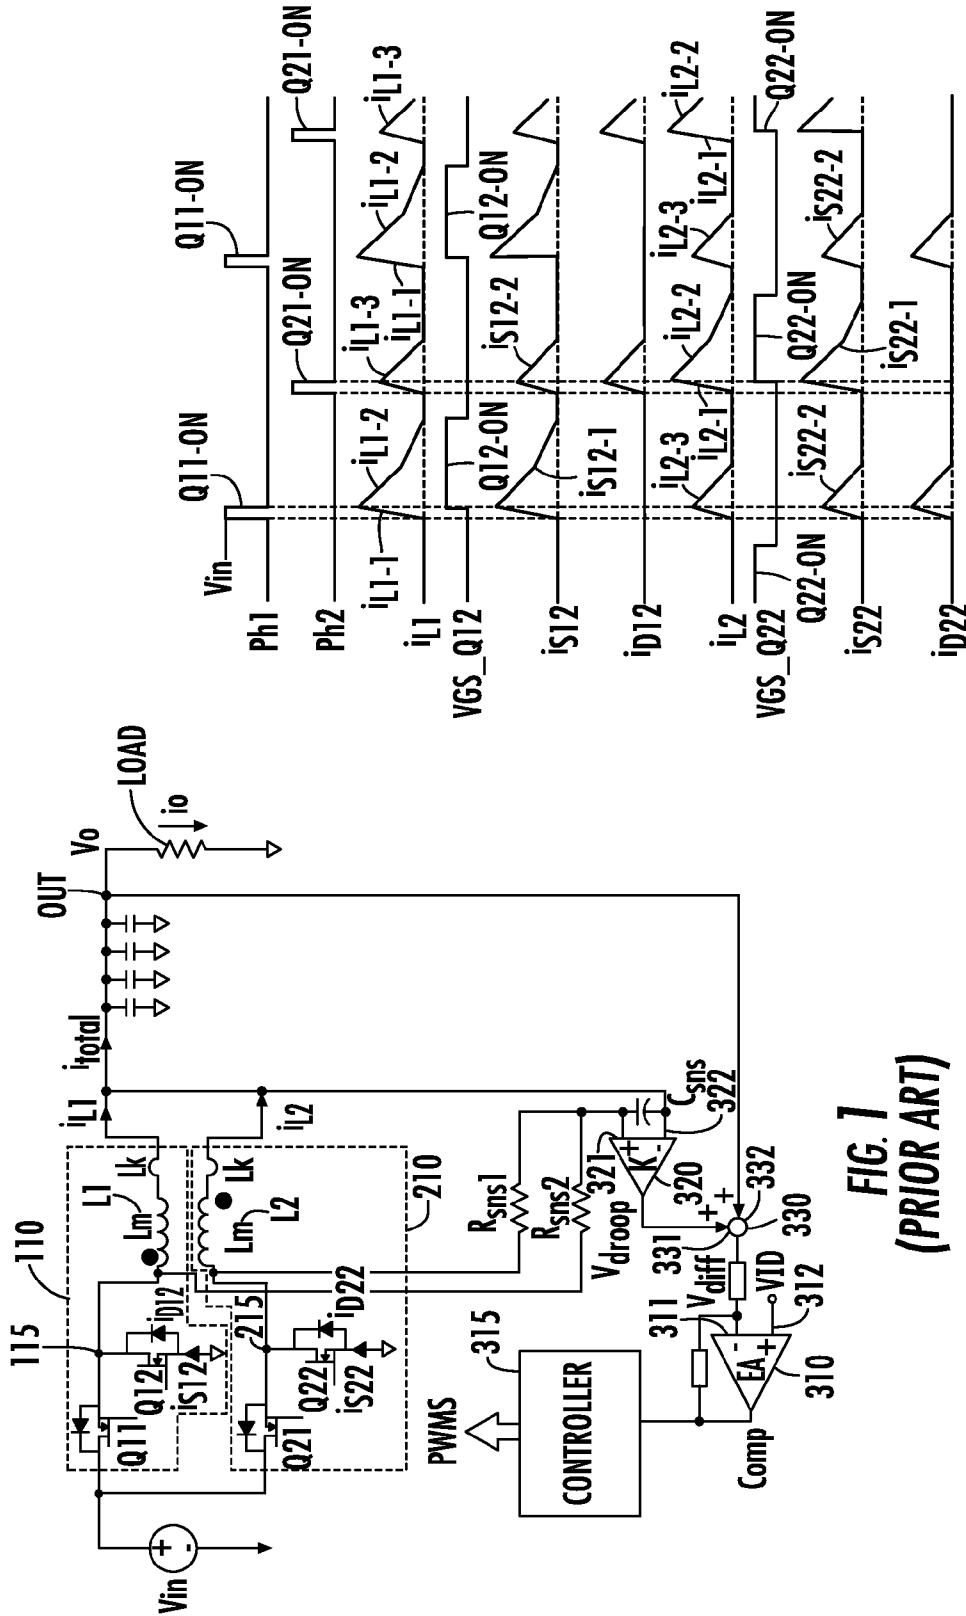 Vin
110
115
Q11
Q12
iS12
iD12
L1
Lm
Lk
iL1
itotal
OUT
Vo
LOAD
io
215
Q21
Q22
iS22
iD22
Lm
L2
Lk
iL2
210
PWMS
315
CONTROLLER
Rsns1
Rsns2
Vdroop
321
K
+
-
320
Csns
322
331
+
+
332
330
Vdiff
311
VID
312
-
EA
+
310
Comp
Vin
Q11-ON
Q11-ON
Ph1
Q21-ON
Q21-ON
Ph2
iL1-1
iL1-2
iL1-3
iL1-1
iL1-2
iL1-3
iL1
VGS_Q12
Q12-ON
Q12-ON
iS12
iS12-1
iS12-2
iD12
iL2-3
iL2-1
iL2-2
iL2-3
iL2-1
iL2-2
iL2
VGS_Q22
Q22-ON
Q22-ON
Q22-ON
iS22
iS22-2
iS22-1
iS22-2
iD22
FIG. 1
(PRIOR ART)